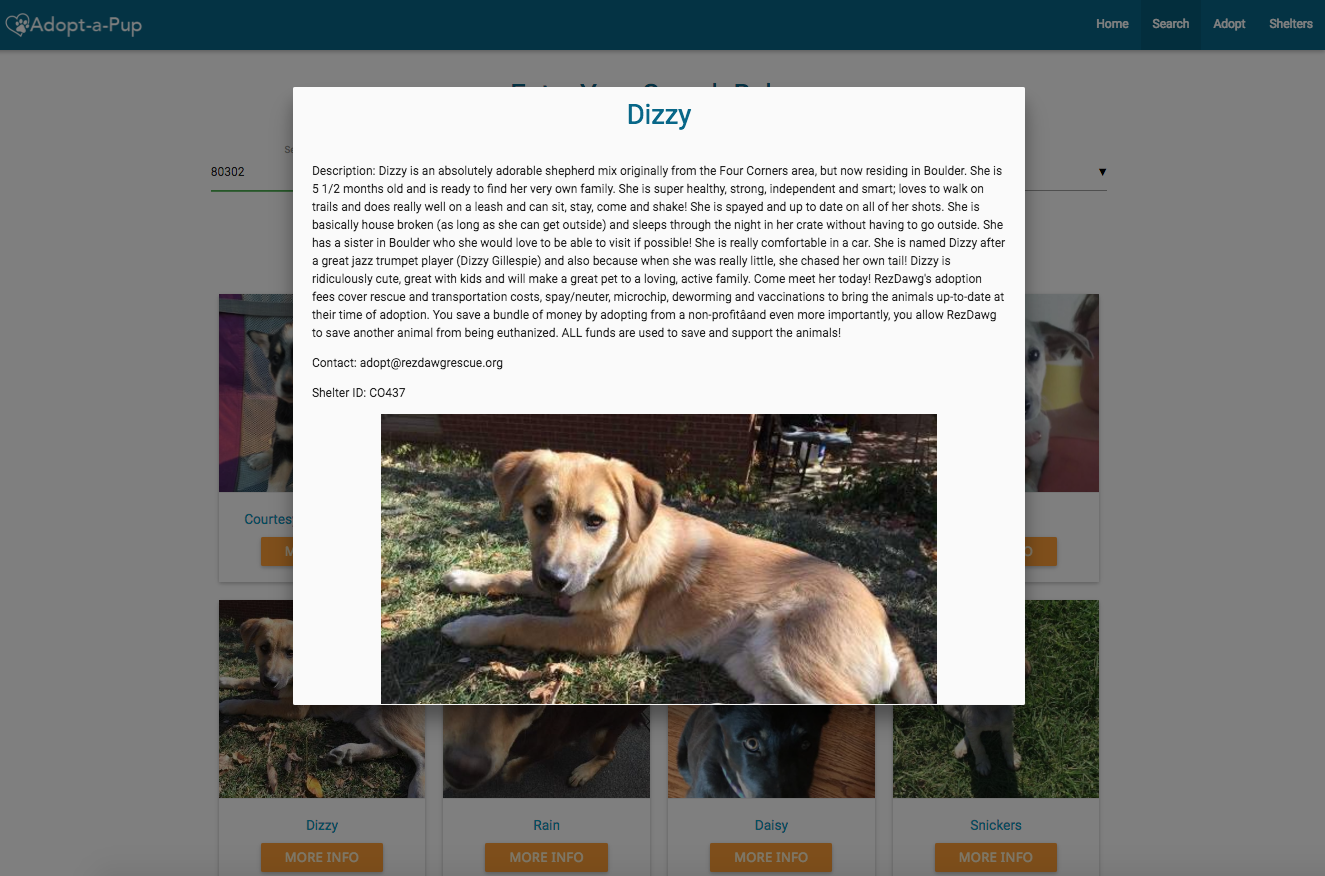 Adopt-a-Pup
Home Search Adopt Shelters
Dizzy
80302
Description: Dizzy is an absolutely adorable shepherd mix originally from the Four Corners area, but now residing in Boulder. She is
5 1/2 months old and is ready to find her very own family. She is super healthy, strong, independent and smart; loves to walk on
trails and does really well on a leash and can sit, stay, come and shake! She is spayed and up to date on all of her shots. She is
basically house broken (as long as she can get outside) and sleeps through the night in her crate without having to go outside. She
has a sister in Boulder who she would love to be able to visit if possible! She is really comfortable in a car. She is named Dizzy after
a great jazz trumpet player (Dizzy Gillespie) and also because when she was really little, she chased her own tail! Dizzy is
ridiculously cute, great with kids and will make a great pet to a loving, active family. Come meet her today! RezDawg's adoption
fees cover rescue and transportation costs, spay/neuter, microchip, deworming and vaccinations to bring the animals up-to-date at
their time of adoption. You save a bundle of money by adopting from a non-profitâand even more importantly, you allow RezDawg
to save another animal from being euthanized. ALL funds are used to save and support the animals!
Contact: adopt@rezdawgrescue.org
Shelter ID: CO437
Dizzy Rain Daisy Snickers
MORE INFO MORE INFO MORE INFO MORE INFO